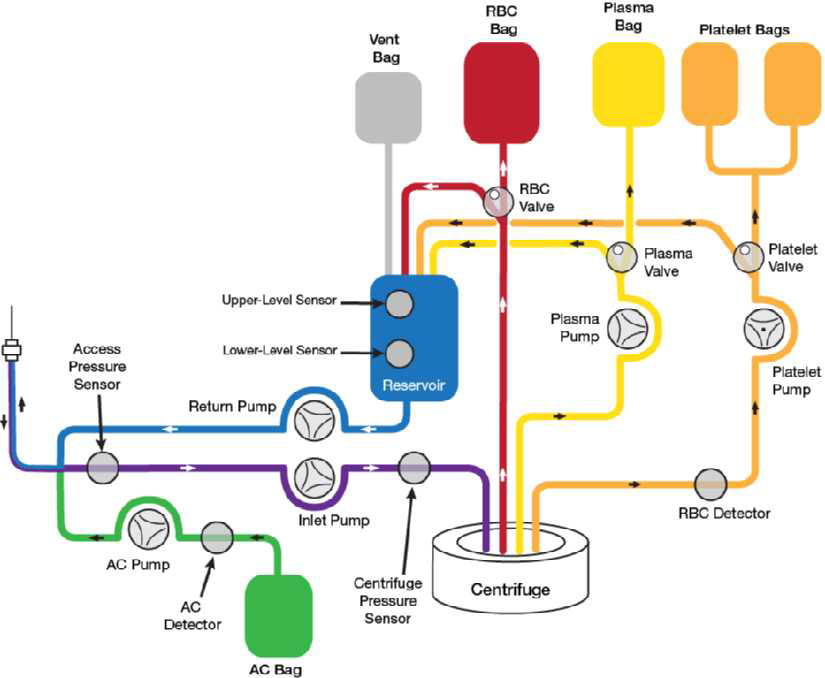 RBC
Bag
Plasma
Bag
Platelet Bags
Vent
Bag
RBC
Valve
Plasma
Valve
Platelet
Valve
Upper-Level Sensor
Lower-Level Sensor
Reservoir
Plasma
Pump
Platelet
Pump
Access
Pressure
Sensor
Return Pump
Inlet Pump
RBC Detector
AC Pump
AC
Detector
Centrifuge
Pressure
Sensor
Centrifuge
AC Bag